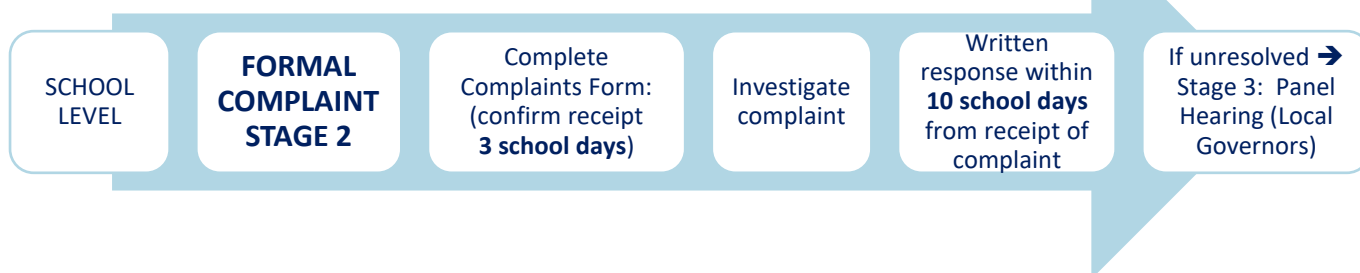 SCHOOL
LEVEL
FORMAL
COMPLAINT
STAGE 2
Complete
Complaints Form:
(confirm receipt
3 school days)
Investigate
complaint
Written
response within
10 school days
from receipt of
complaint
If unresolved ➔
Stage 3: Panel
Hearing (Local
Governors)